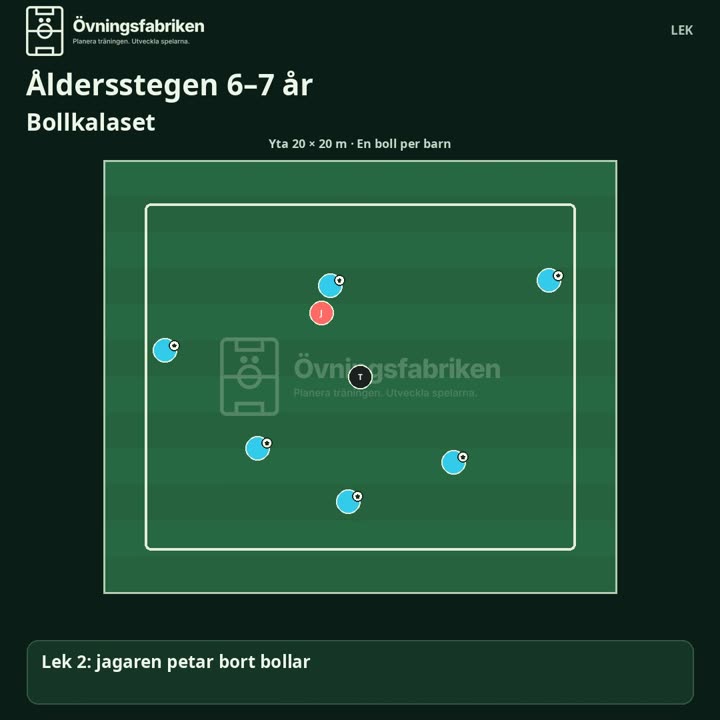 Övningsfabriken
Planera träningen. Utveckla spelarna.
LEK
Åldersstegen 6–7 år
Bollkalaset
Yta 20 × 20 m · En boll per barn
J
Övningsfabriken
T
Planera träningen. Utveckla spelarna.
Lek 2: jagaren petar bort bollar